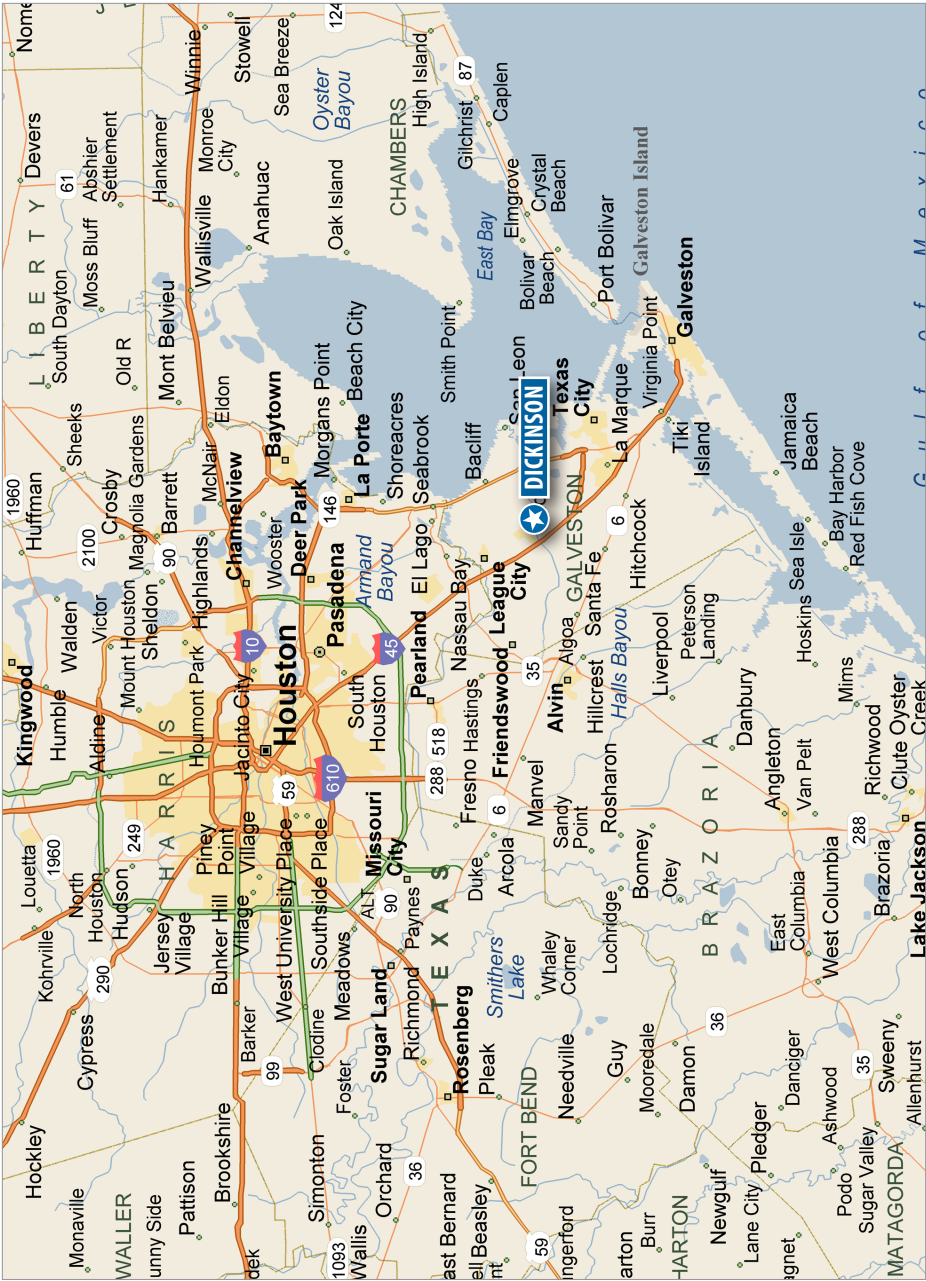 Hockley
Kohrville
Louetta
Kingwood
Huffman
1960
Devers
Nome
Monaville
Cypress
290
North
Houston
1960
Humble
Walden
Sheeks
South Dayton
LIBERTY
61
WALLER
Hudson
249
Aldine
Victor
2100
Crosby
Moss Bluff
Abshier
Settlement
unny Side
Jersey
Village
HARRIS
Mount Houston
Sheldon
Magnolia Gardens
Barrett
90
Old R
Mont Belvieu
Hankamer
Pattison
Brookshire
Bunker Hill
Village
Piney
Point
Village
Houmont Park
Jacinto City
Highlands
McNair
Eldon
Wallisville
Monroe
City
Winnie
Stowell
dek
Barker
99
10
Channelview
Anahuac
Sea Breeze
Simonton
Clodine
West University Place
59
Houston
Wooster
Deer Park
Baytown
Southside Place
610
Pasadena
146
Morgans Point
Oak Island
Oyster
Bayou
124
1093
Wallis
Foster
Meadows
ALT
90
Missouri
City
South
Houston
45
Armand
Bayou
La Porte
Beach City
Orchard
36
Sugar Land
Richmond
Paynes
Pearland
El Lago
Shoreacres
Seabrook
CHAMBERS
High Island
TEXAS
288
518
East Bernard
Rosenberg
Duke
Fresno
Hastings
Nassau Bay
Bacliff
Smith Point
87
Gilchrist
Beasley
Pleak
Smithers
Lake
Arcola
6
Friendswood
League
City
East Bay
Caplen
59
FORT BEND
Manvel
35
San Leon
DICKINSON
Elmgrove
Bolivar
Beach
Crystal
Beach
Needville
Whaley
Corner
Sandy
Point
Alvin
Algoa
GALVESTON
Texas
City
Guy
Lochridge
Rosharon
Hillcrest
Halls Bayou
Santa Fe
6
La Marque
Port Bolivar
Burr
Mooredale
Bonney
Liverpool
Hitchcock
Virginia Point
Galveston Island
Damon
Otey
Peterson
Landing
Tiki
Island
Galveston
Newgulf
36
BRAZORIA
Danbury
Lane City
Pledger
Danciger
East
Columbia
Angleton
Van Pelt
Hoskins
Sea Isle
Jamaica
Beach
Ashwood
West Columbia
Mims
Bay Harbor
Red Fish Cove
Podo
Sugar Valley
35
Sweeny
Brazoria
288
Richwood
Clute
Oyster
Creek
MATAGORDA
Allenhurst
Lake Jackson
Gulf of Mexico